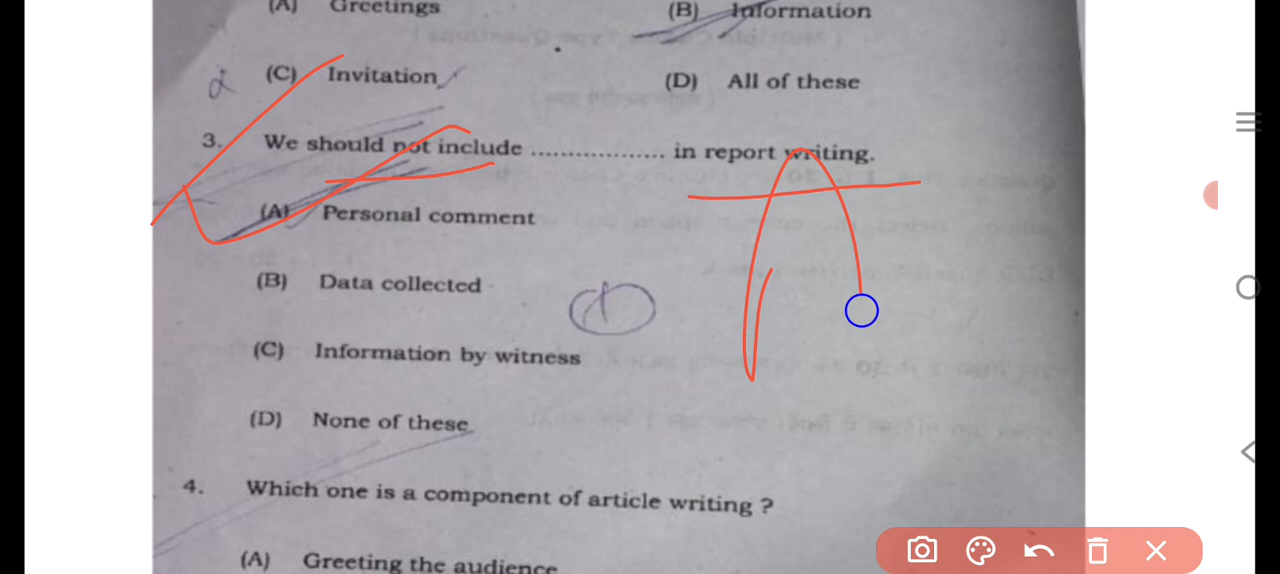 (A) Greetings (B) Information
(C) Invitation (D) All of these
3. We should not include .................. in report writing.
(A) Personal comment
(B) Data collected
(C) Information by witness
(D) None of these
4. Which one is a component of article writing ?
(A) Greeting the audience